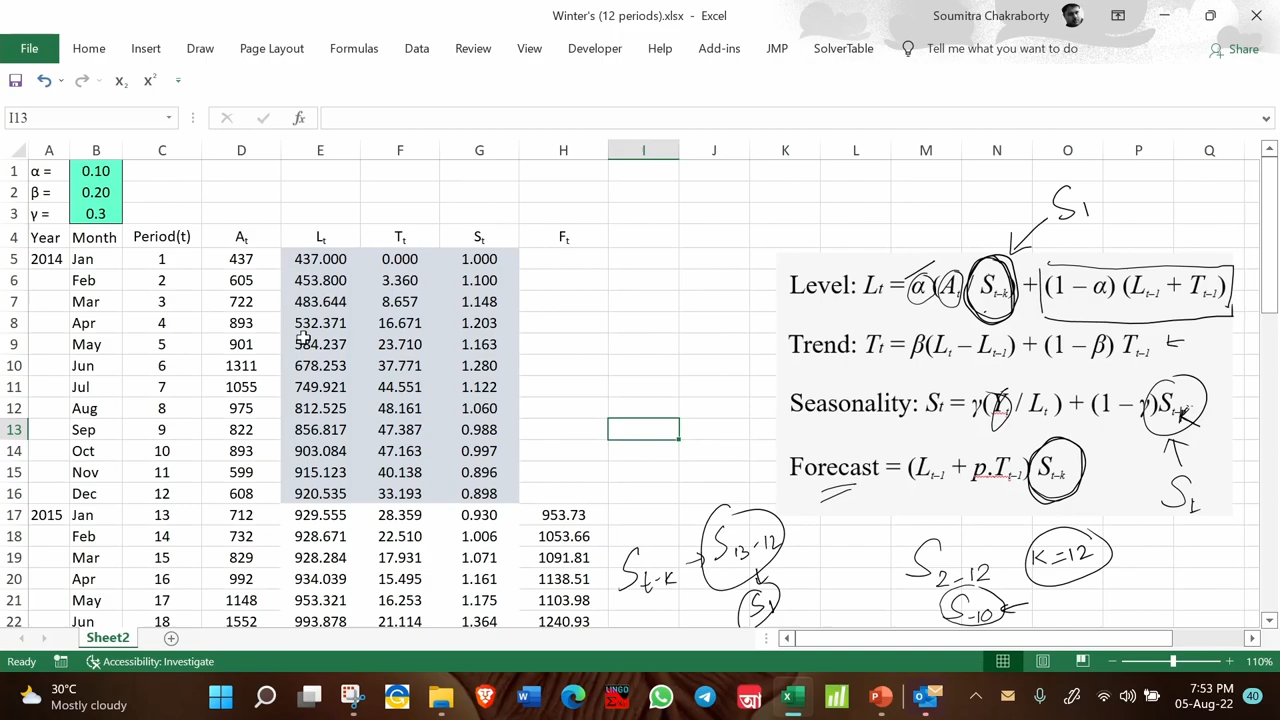 Winter's (12 periods).xlsx - Excel
Soumitra Chakraborty
File Home Insert Draw Page Layout Formulas Data Review View Developer Help Add-ins JMP SolverTable Tell me what you want to do Share
X₂ X²
I13 fx
A B C D E F G H I J K L M N O P Q
1 α = 0.10
2 β = 0.20
3 γ = 0.3
4 Year Month Period(t) Aₜ Lₜ Tₜ Sₜ Fₜ
5 2014 Jan 1 437 437.000 0.000 1.000
6 Feb 2 605 453.800 3.360 1.100
7 Mar 3 722 483.644 8.657 1.148
8 Apr 4 893 532.371 16.671 1.203
9 May 5 901 584.237 23.710 1.163
10 Jun 6 1311 678.253 37.771 1.280
11 Jul 7 1055 749.921 44.551 1.122
12 Aug 8 975 812.525 48.161 1.060
13 Sep 9 822 856.817 47.387 0.988
14 Oct 10 893 903.084 47.163 0.997
15 Nov 11 599 915.123 40.138 0.896
16 Dec 12 608 920.535 33.193 0.898
17 2015 Jan 13 712 929.555 28.359 0.930 953.73
18 Feb 14 732 928.671 22.510 1.006 1053.66
19 Mar 15 829 928.284 17.931 1.071 1091.81
20 Apr 16 992 934.039 15.495 1.161 1138.51
21 May 17 1148 953.321 16.253 1.175 1103.98
22 Jun 18 1552 993.878 21.114 1.364 1240.93
S1
Level: Lₜ = α (Aₜ Sₜ₋ₖ) + (1 – α) (Lₜ₋₁ + Tₜ₋₁)
Trend: Tₜ = β(Lₜ – Lₜ₋₁) + (1 – β) Tₜ₋₁
Seasonality: Sₜ = γ(Yₜ / Lₜ ) + (1 – γ)Sₜ₋ₖ
Forecast = (Lₜ₋₁ + p.Tₜ₋₁) Sₜ₋ₖ
Sₜ₋ₖ → S₁₃₋₁₂
S1
S₂₋₁₂
S₋₁₀
K = 12
Sheet2
Ready Accessibility: Investigate 110%
30°C
Mostly cloudy
LINGO
7:53 PM
05-Aug-22
40